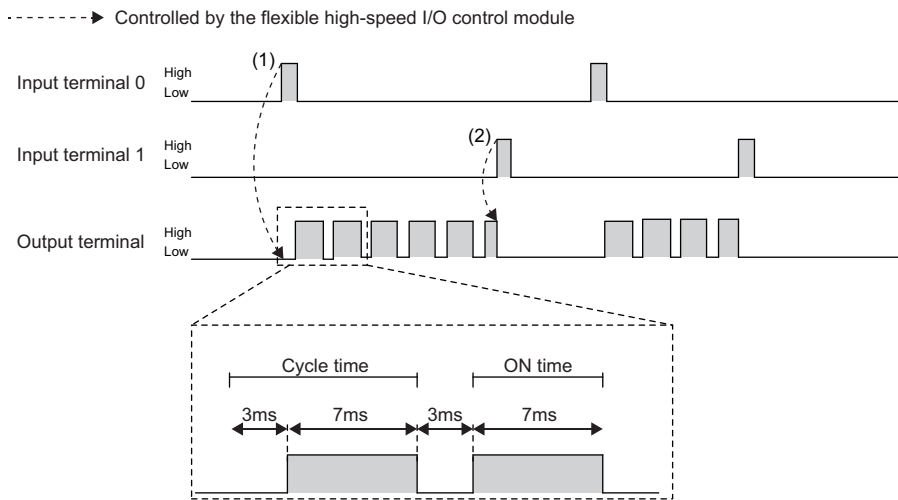 Controlled by the flexible high-speed I/O control module
(1)
Input terminal 0
High
Low
(2)
Input terminal 1
High
Low
Output terminal
High
Low
Cycle time
ON time
3ms
7ms
3ms
7ms